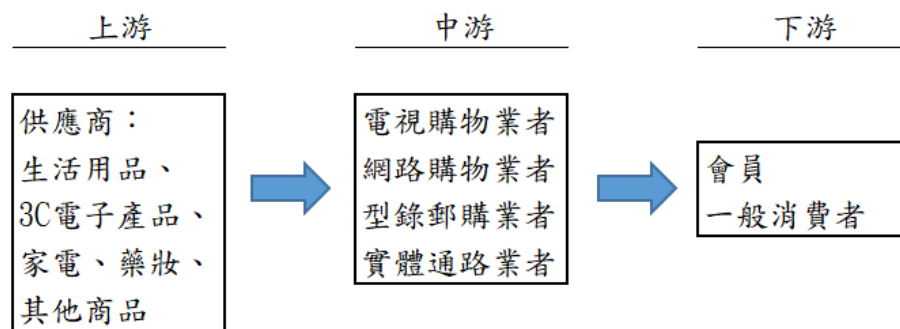 上游
中游
下游
供應商：
生活用品、
3C電子產品、
家電、藥妝、
其他商品
電視購物業者
網路購物業者
型錄郵購業者
實體通路業者
會員
一般消費者